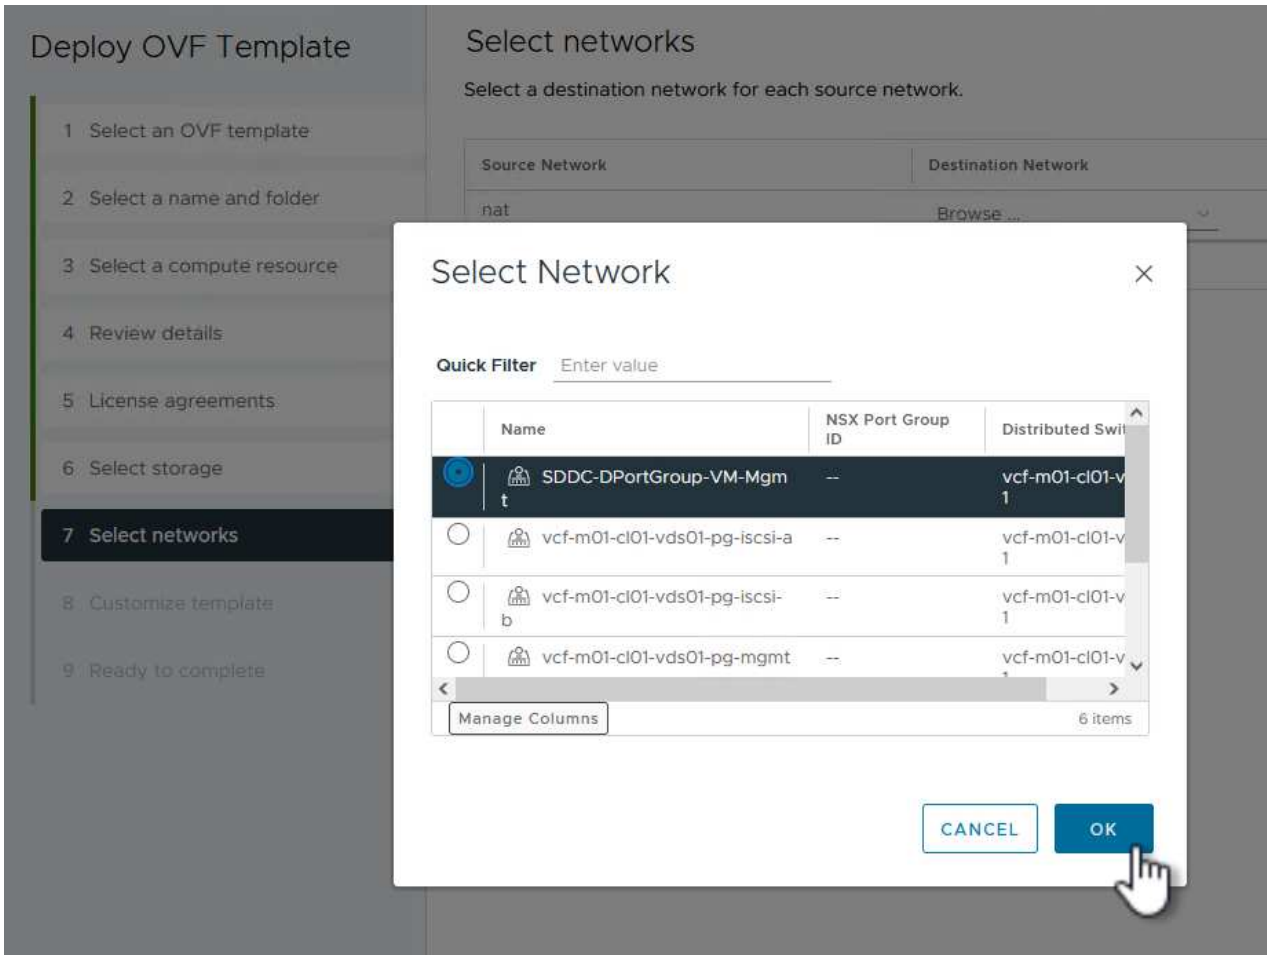 Deploy OVF Template
1 Select an OVF template
2 Select a name and folder
3 Select a compute resource
4 Review details
5 License agreements
6 Select storage
7 Select networks
8 Customize template
9 Ready to complete
Select networks
Select a destination network for each source network.
Source Network Destination Network
nat Browse ...
Select Network
Quick Filter Enter value
Name NSX Port Group ID Distributed Swit
SDDC-DPortGroup-VM-Mgm -- vcf-m01-cl01-v
t 1
vcf-m01-cl01-vds01-pg-iscsi-a -- vcf-m01-cl01-v
1
vcf-m01-cl01-vds01-pg-iscsi- -- vcf-m01-cl01-v
b 1
vcf-m01-cl01-vds01-pg-mgmt -- vcf-m01-cl01-v
Manage Columns 6 items
CANCEL OK